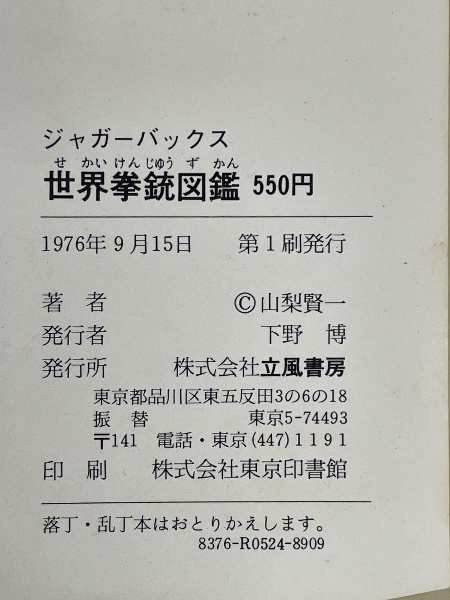 ジャガーバックス
せ かい けん じゅう ず かん
世界拳銃図鑑 550円
1976年9月15日 第1刷発行
著者 ©山梨賢一
発行者 下野 博
発行所 株式会社立風書房
東京都品川区東五反田3の6の18
振替 東京5-74493
〒141 電話・東京(447)1191
印刷 株式会社東京印書館
落丁・乱丁本はおとりかえします。
8376-R0524-8909